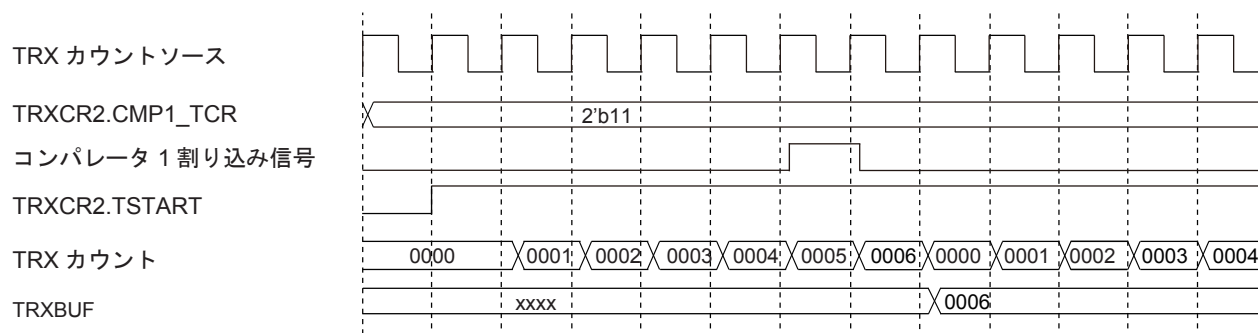 TRX カウントソース
TRXCR2.CMP1_TCR 2'b11
コンパレータ 1 割り込み信号
TRXCR2.TSTART
TRX カウント 0000 0001 0002 0003 0004 0005 0006 0000 0001 0002 0003 0004
TRXBUF xxxx 0006